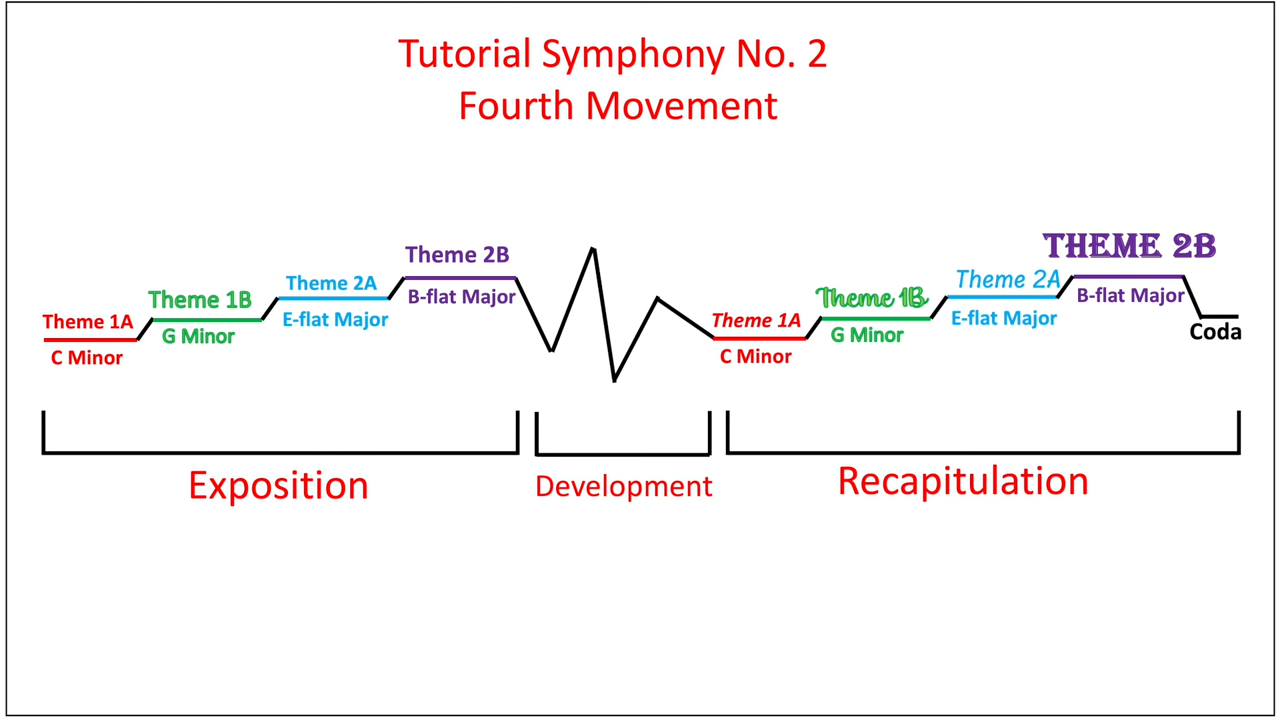 Tutorial Symphony No. 2
Fourth Movement
Theme 1A
C Minor
Theme 1B
G Minor
Theme 2A
E-flat Major
Theme 2B
B-flat Major
Theme 1A
C Minor
Theme 1B
G Minor
Theme 2A
E-flat Major
THEME 2B
B-flat Major
Coda
Exposition
Development
Recapitulation